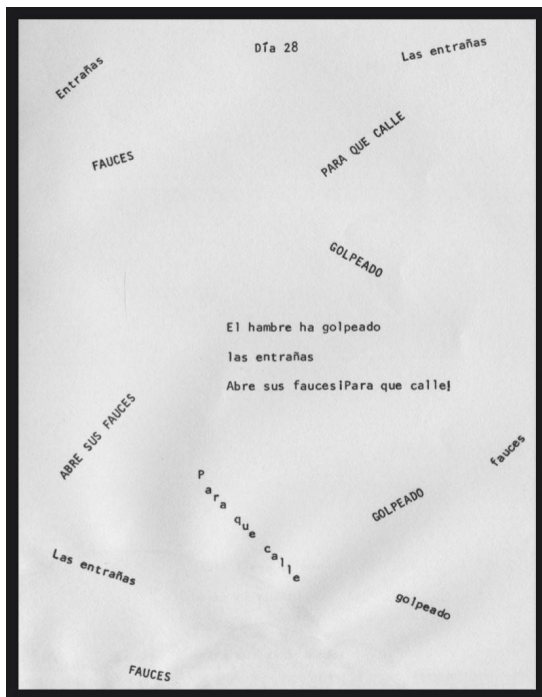 Día 28
Las entrañas
Entrañas
PARA QUE CALLE
FAUCES
GOLPEADO
El hambre ha golpeado
las entrañas
Abre sus fauces¡Para que calle!
ABRE SUS FAUCES
fauces
Para que calle
GOLPEADO
Las entrañas
golpeado
FAUCES